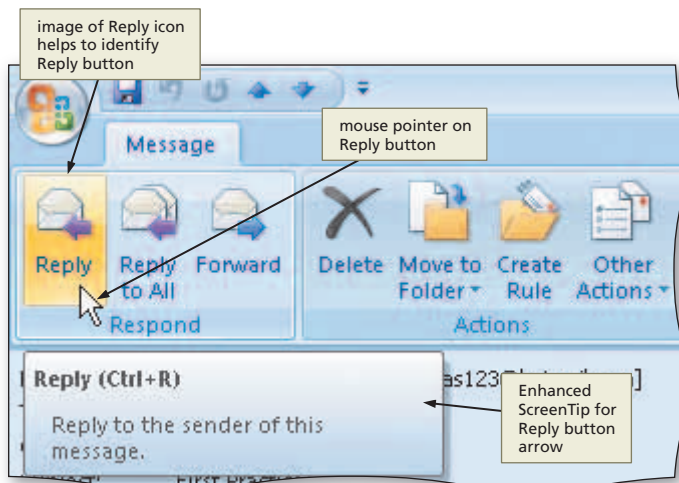 image of Reply icon
helps to identify
Reply button
mouse pointer on
Reply button
Message
Reply
Reply
to All
Forward
Delete
Move to
Folder
Create
Rule
Other
Actions
Respond
Actions
Reply (Ctrl+R)
Reply to the sender of this
message.
as123@
Enhanced
ScreenTip for
Reply button
arrow
First